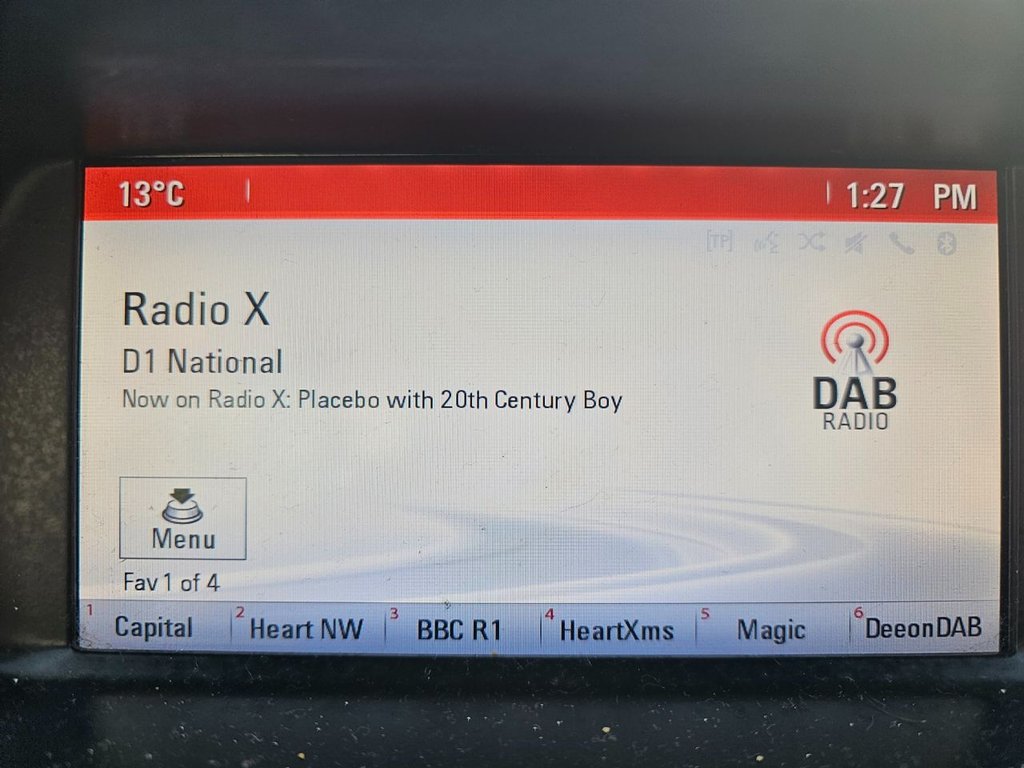 13°C 1:27 PM
[TP]
Radio X
D1 National
Now on Radio X: Placebo with 20th Century Boy
DAB
RADIO
Menu
Fav 1 of 4
1 Capital 2 Heart NW 3 BBC R1 4 HeartXms 5 Magic 6 DeeonDAB